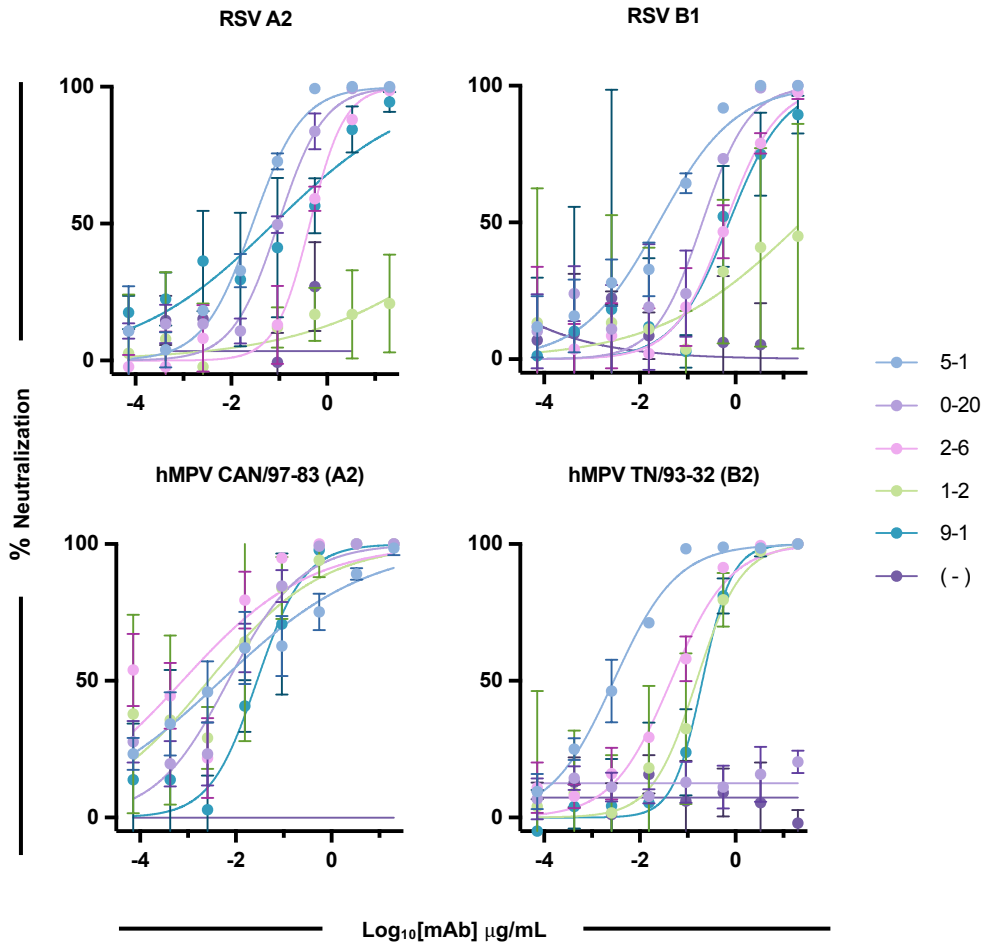 RSV A2
RSV B1
100
50
0
-4 -2 0
100
50
0
-4 -2 0
hMPV CAN/97-83 (A2)
hMPV TN/93-32 (B2)
100
50
0
-4 -2 0
100
50
0
-4 -2 0
% Neutralization
Log₁₀[mAb] μg/mL
5-1
0-20
2-6
1-2
9-1
( - )